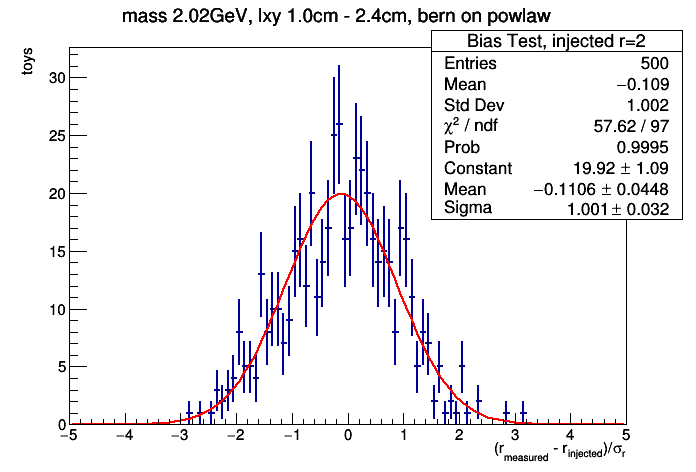 mass 2.02GeV, lxy 1.0cm - 2.4cm, bern on powlaw
toys
Bias Test, injected r=2
Entries 500
Mean −0.109
Std Dev 1.002
χ² / ndf 57.62 / 97
Prob 0.9995
Constant 19.92 ± 1.09
Mean −0.1106 ± 0.0448
Sigma 1.001 ± 0.032
30
25
20
15
10
5
0
−5 −4 −3 −2 −1 0 1 2 3 4 5
(r_measured - r_injected)/σ_r